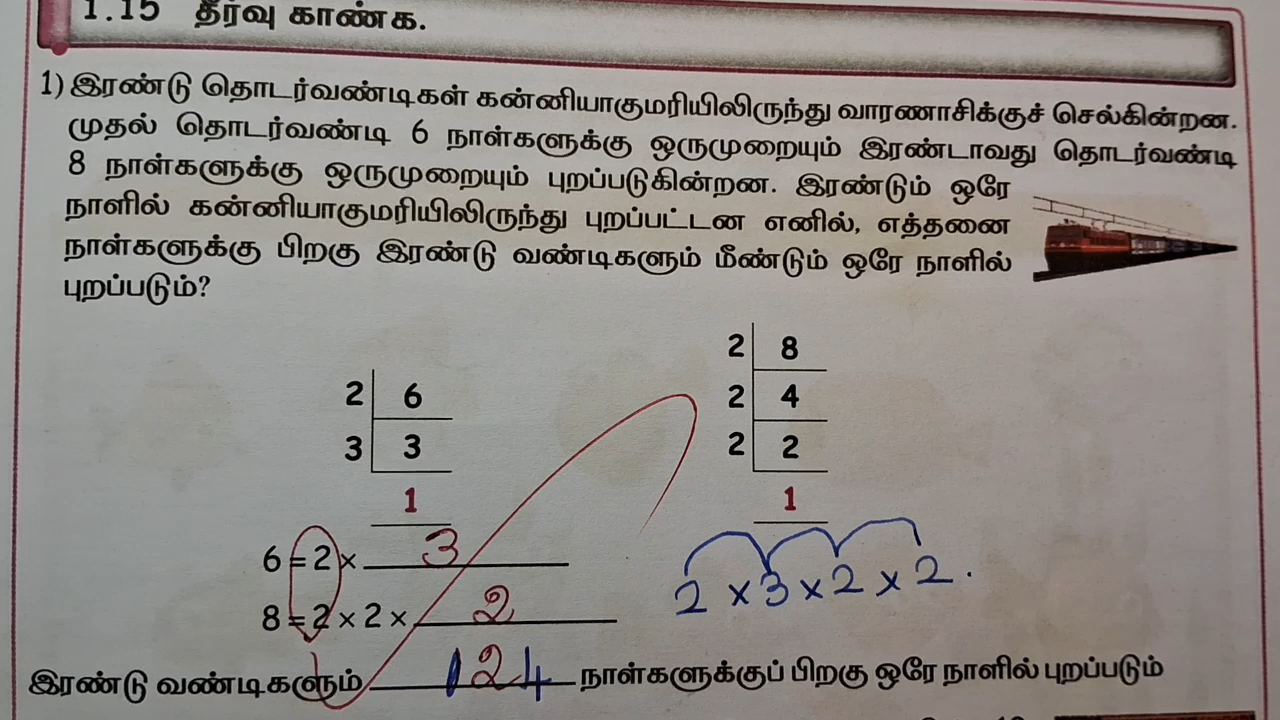 1.15 தீர்வு காண்க.
1) இரண்டு தொடர்வண்டிகள் கன்னியாகுமரியிலிருந்து வாரணாசிக்குச் செல்கின்றன.
முதல் தொடர்வண்டி 6 நாள்களுக்கு ஒருமுறையும் இரண்டாவது தொடர்வண்டி
8 நாள்களுக்கு ஒருமுறையும் புறப்படுகின்றன. இரண்டும் ஒரே
நாளில் கன்னியாகுமரியிலிருந்து புறப்பட்டன எனில், எத்தனை
நாள்களுக்கு பிறகு இரண்டு வண்டிகளும் மீண்டும் ஒரே நாளில்
புறப்படும்?
2 | 6
3 | 3
1
2 | 8
2 | 4
2 | 2
1
6 = 2 × 3
8 = 2 × 2 × 2
2 × 3 × 2 × 2.
இரண்டு வண்டிகளும் 124 நாள்களுக்குப் பிறகு ஒரே நாளில் புறப்படும்